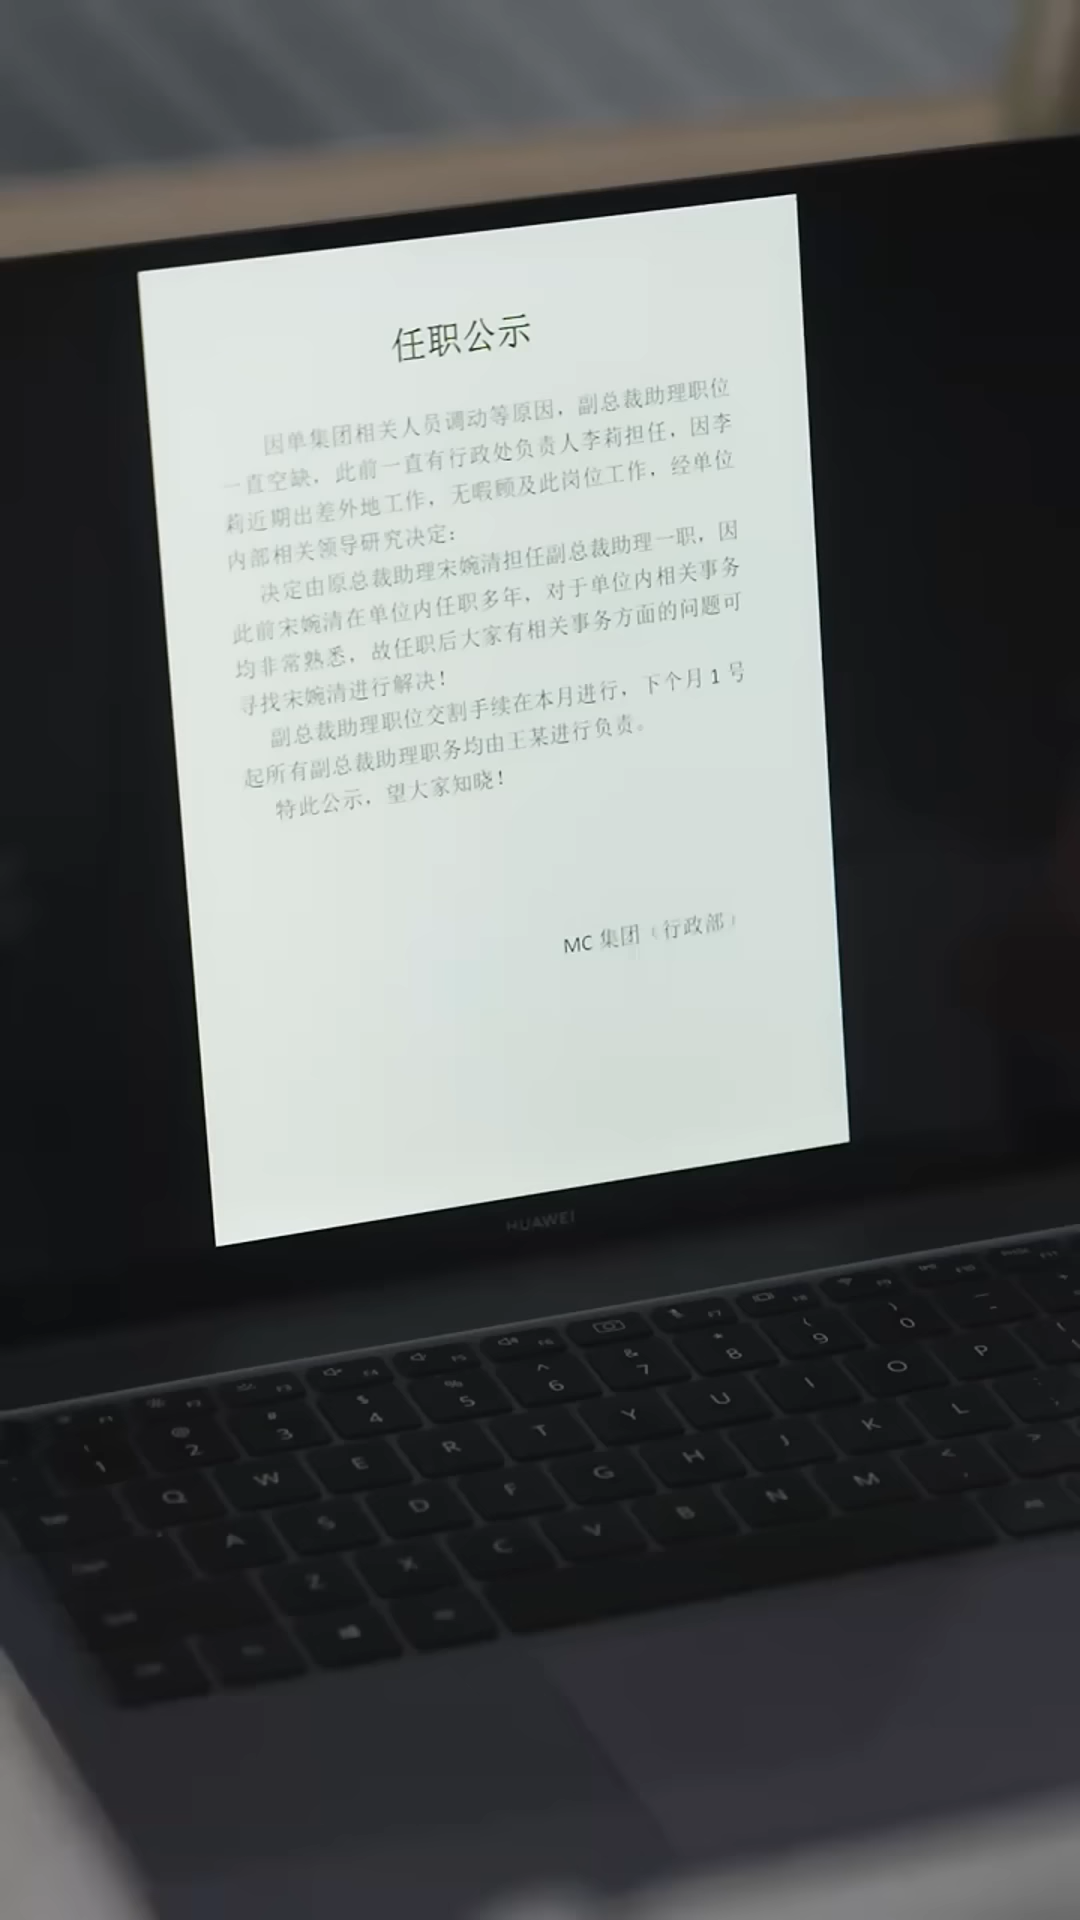 任职公示
因单集团相关人员调动等原因，副总裁助理职位
一直空缺，此前一直有行政处负责人李莉担任，因李
莉近期出差外地工作，无暇顾及此岗位工作，经单位
内部相关领导研究决定：
决定由原总裁助理宋婉清担任副总裁助理一职，因
此前宋婉清在单位内任职多年，对于单位内相关事务
均非常熟悉，故任职后大家有相关事务方面的问题可
寻找宋婉清进行解决！
副总裁助理职位交割手续在本月进行，下个月1号
起所有副总裁助理职务均由王某进行负责。
特此公示，望大家知晓！
MC 集团（行政部）
HUAWEI
^ & * ( )
1 2 3 4 5 6 7 8 9 0
Q W E R T Y U I O P
A S D F G H J K L
Z X C V B N M <